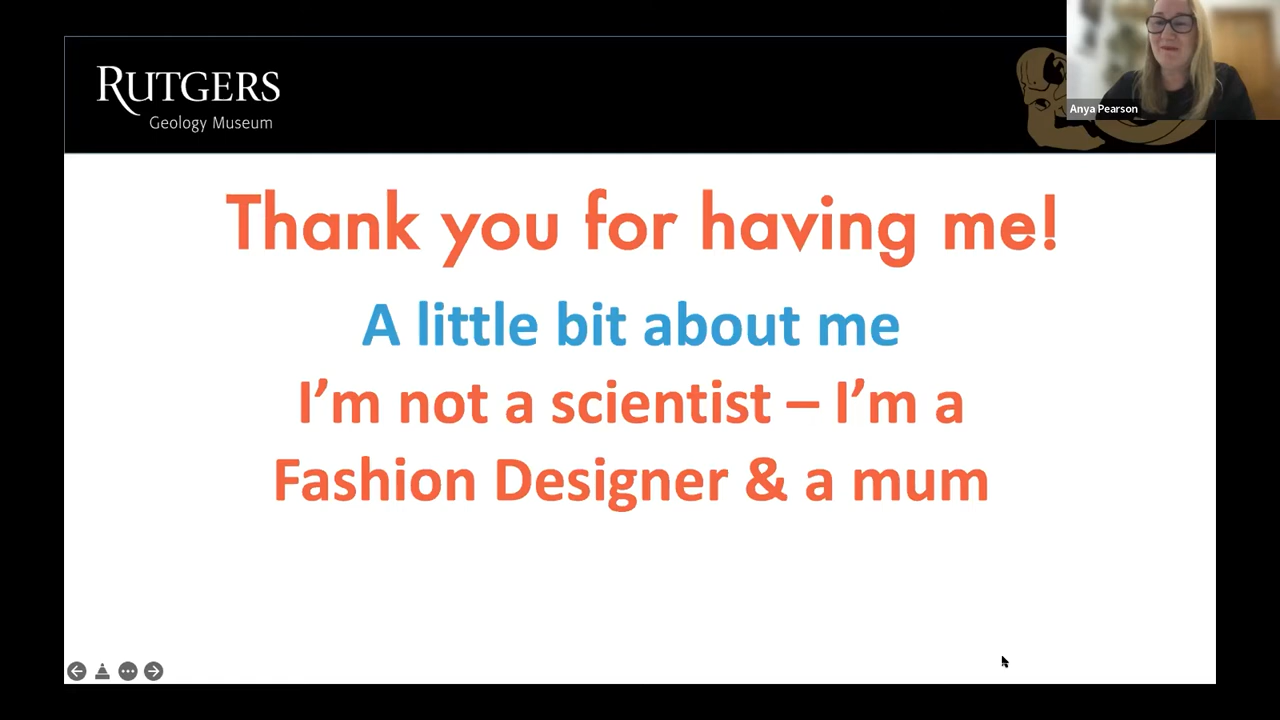 RUTGERS
Geology Museum
Anya Pearson
Thank you for having me!
A little bit about me
I’m not a scientist – I’m a
Fashion Designer & a mum